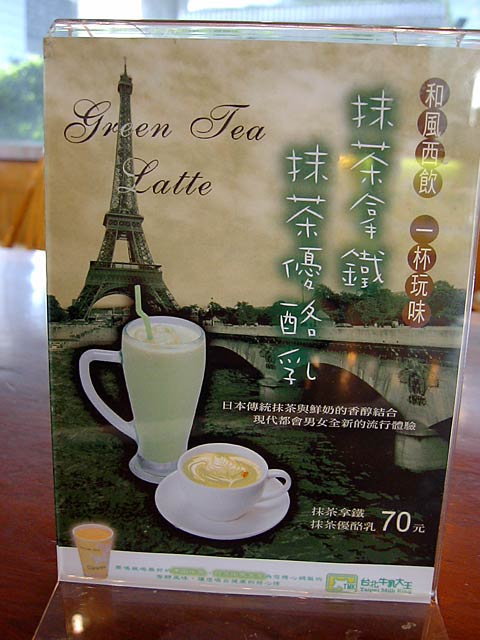 Green Tea
Latte
和風西飲 一杯玩味
抹茶拿鐵
抹茶優酪乳
日本傳統抹茶與鮮奶的香醇結合
現代都會男女全新的流行體驗
抹茶拿鐵
抹茶優酪乳 70元
台北牛乳大王
Taipei Milk King